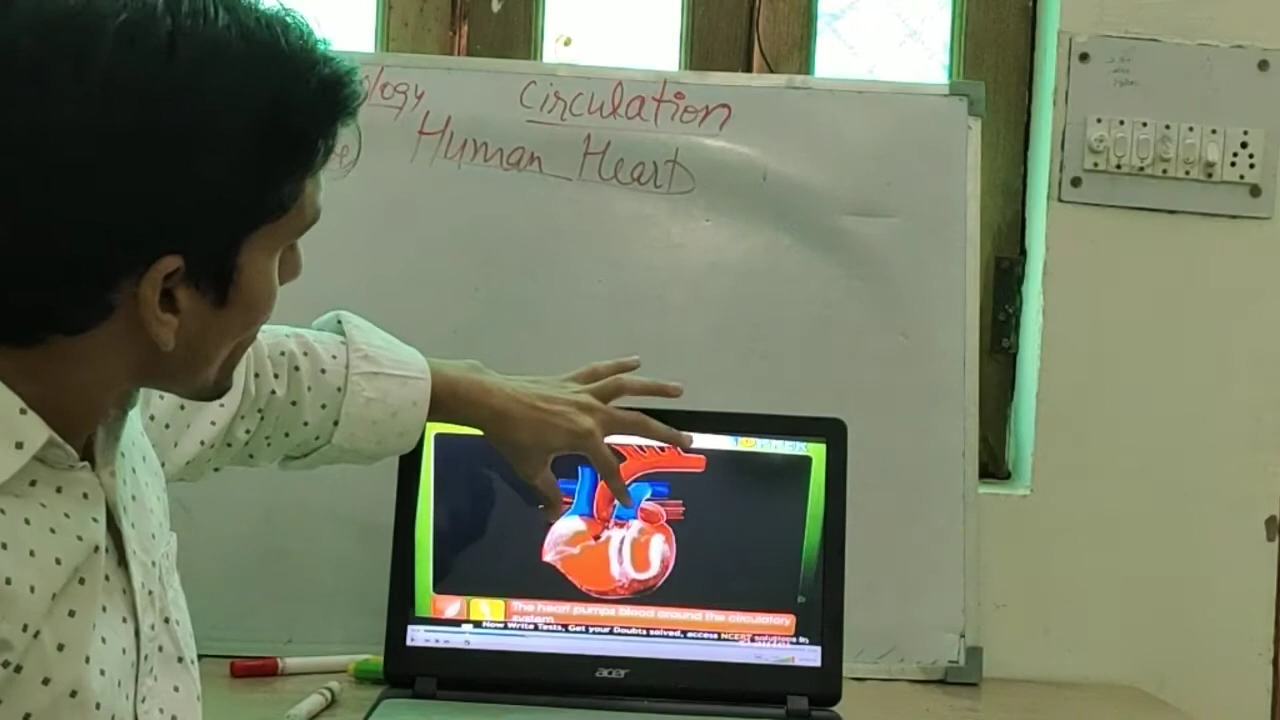 ology Circulation
Human Heart
The heart pumps blood around the circulatory
system
Now Write Tests, Get your Doubts solved, access NCERT solutions
acer